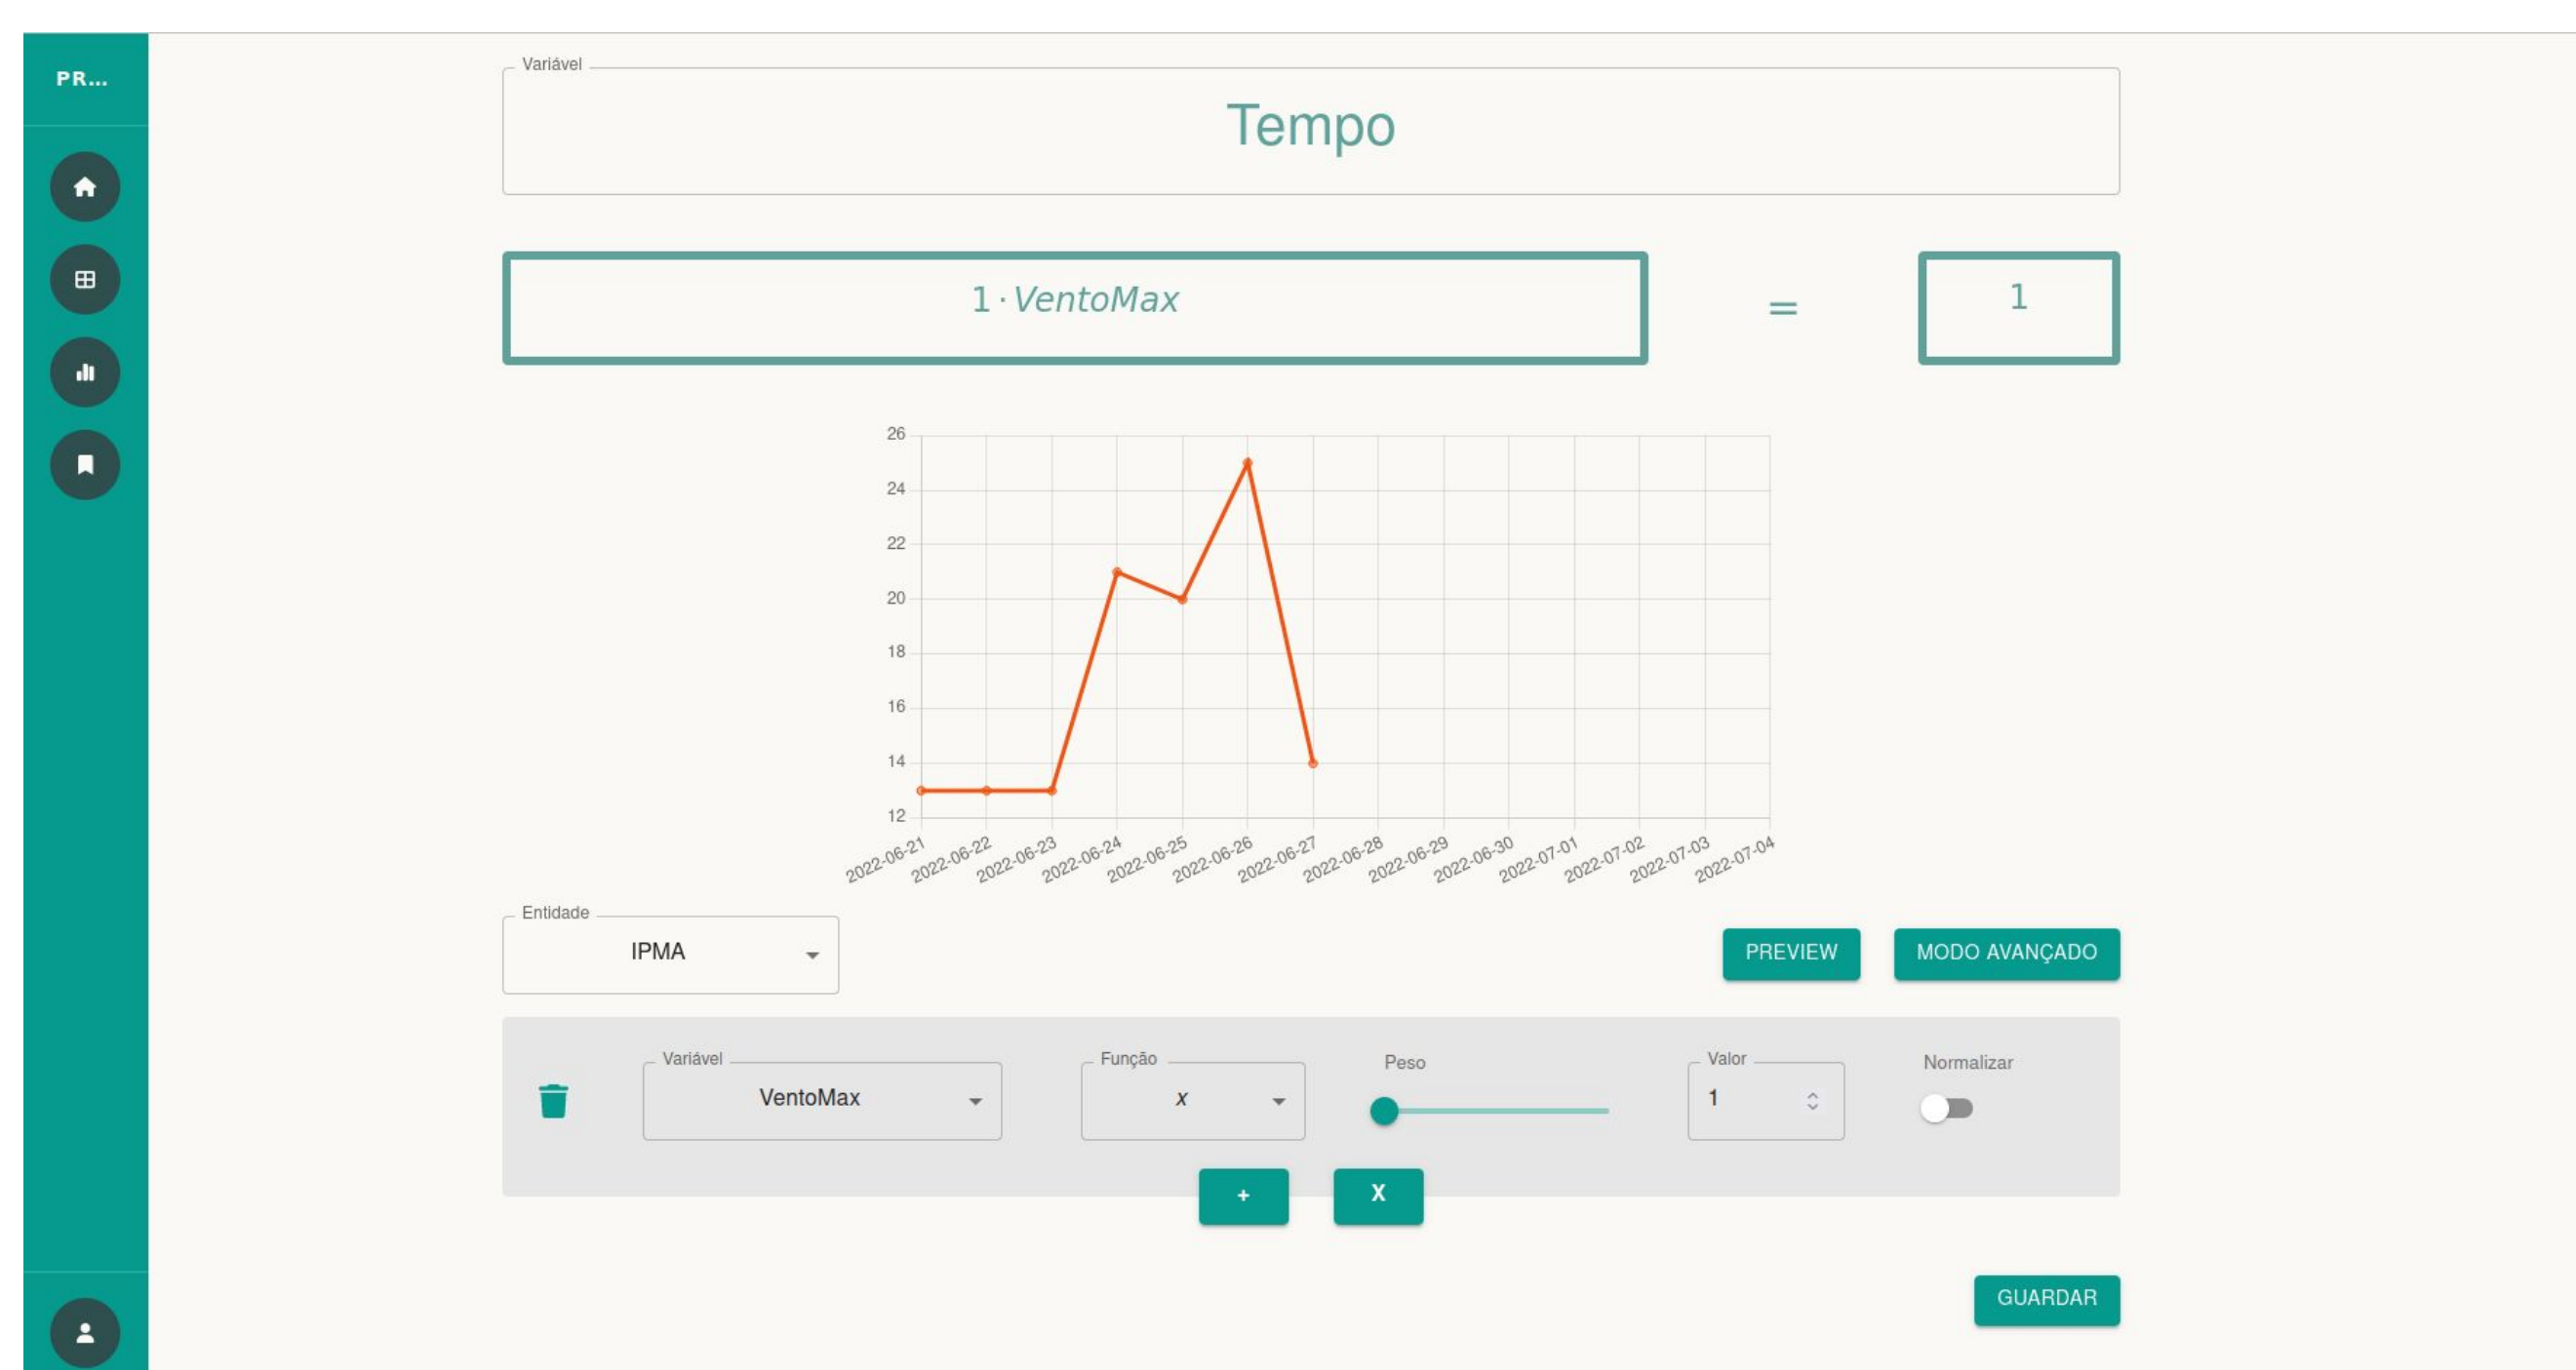 PR...
Variável
Tempo
1 · VentoMax
=
1
26
24
22
20
18
16
14
12
2022-06-21
2022-06-22
2022-06-23
2022-06-24
2022-06-25
2022-06-26
2022-06-27
2022-06-28
2022-06-29
2022-06-30
2022-07-01
2022-07-02
2022-07-03
2022-07-04
Entidade
IPMA
PREVIEW
MODO AVANÇADO
Variável
VentoMax
Função
x
Peso
Valor
1
Normalizar
+
X
GUARDAR